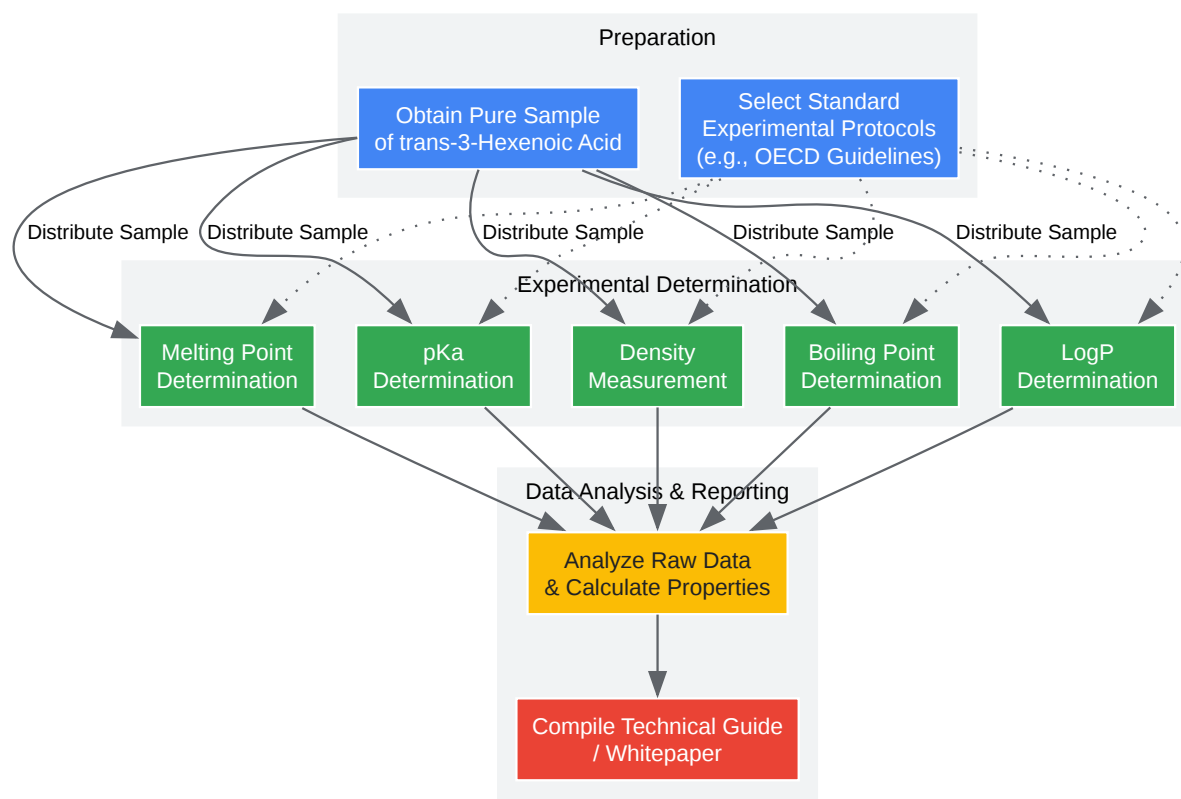 Preparation
Obtain Pure Sample
of trans-3-Hexenoic Acid
Select Standard
Experimental Protocols
(e.g., OECD Guidelines)
Distribute Sample
Distribute Sample
Distribute Sample
Distribute Sample
Distribute Sample
Experimental Determination
Melting Point
Determination
pKa
Determination
Density
Measurement
Boiling Point
Determination
LogP
Determination
Data Analysis & Reporting
Analyze Raw Data
& Calculate Properties
Compile Technical Guide
/ Whitepaper